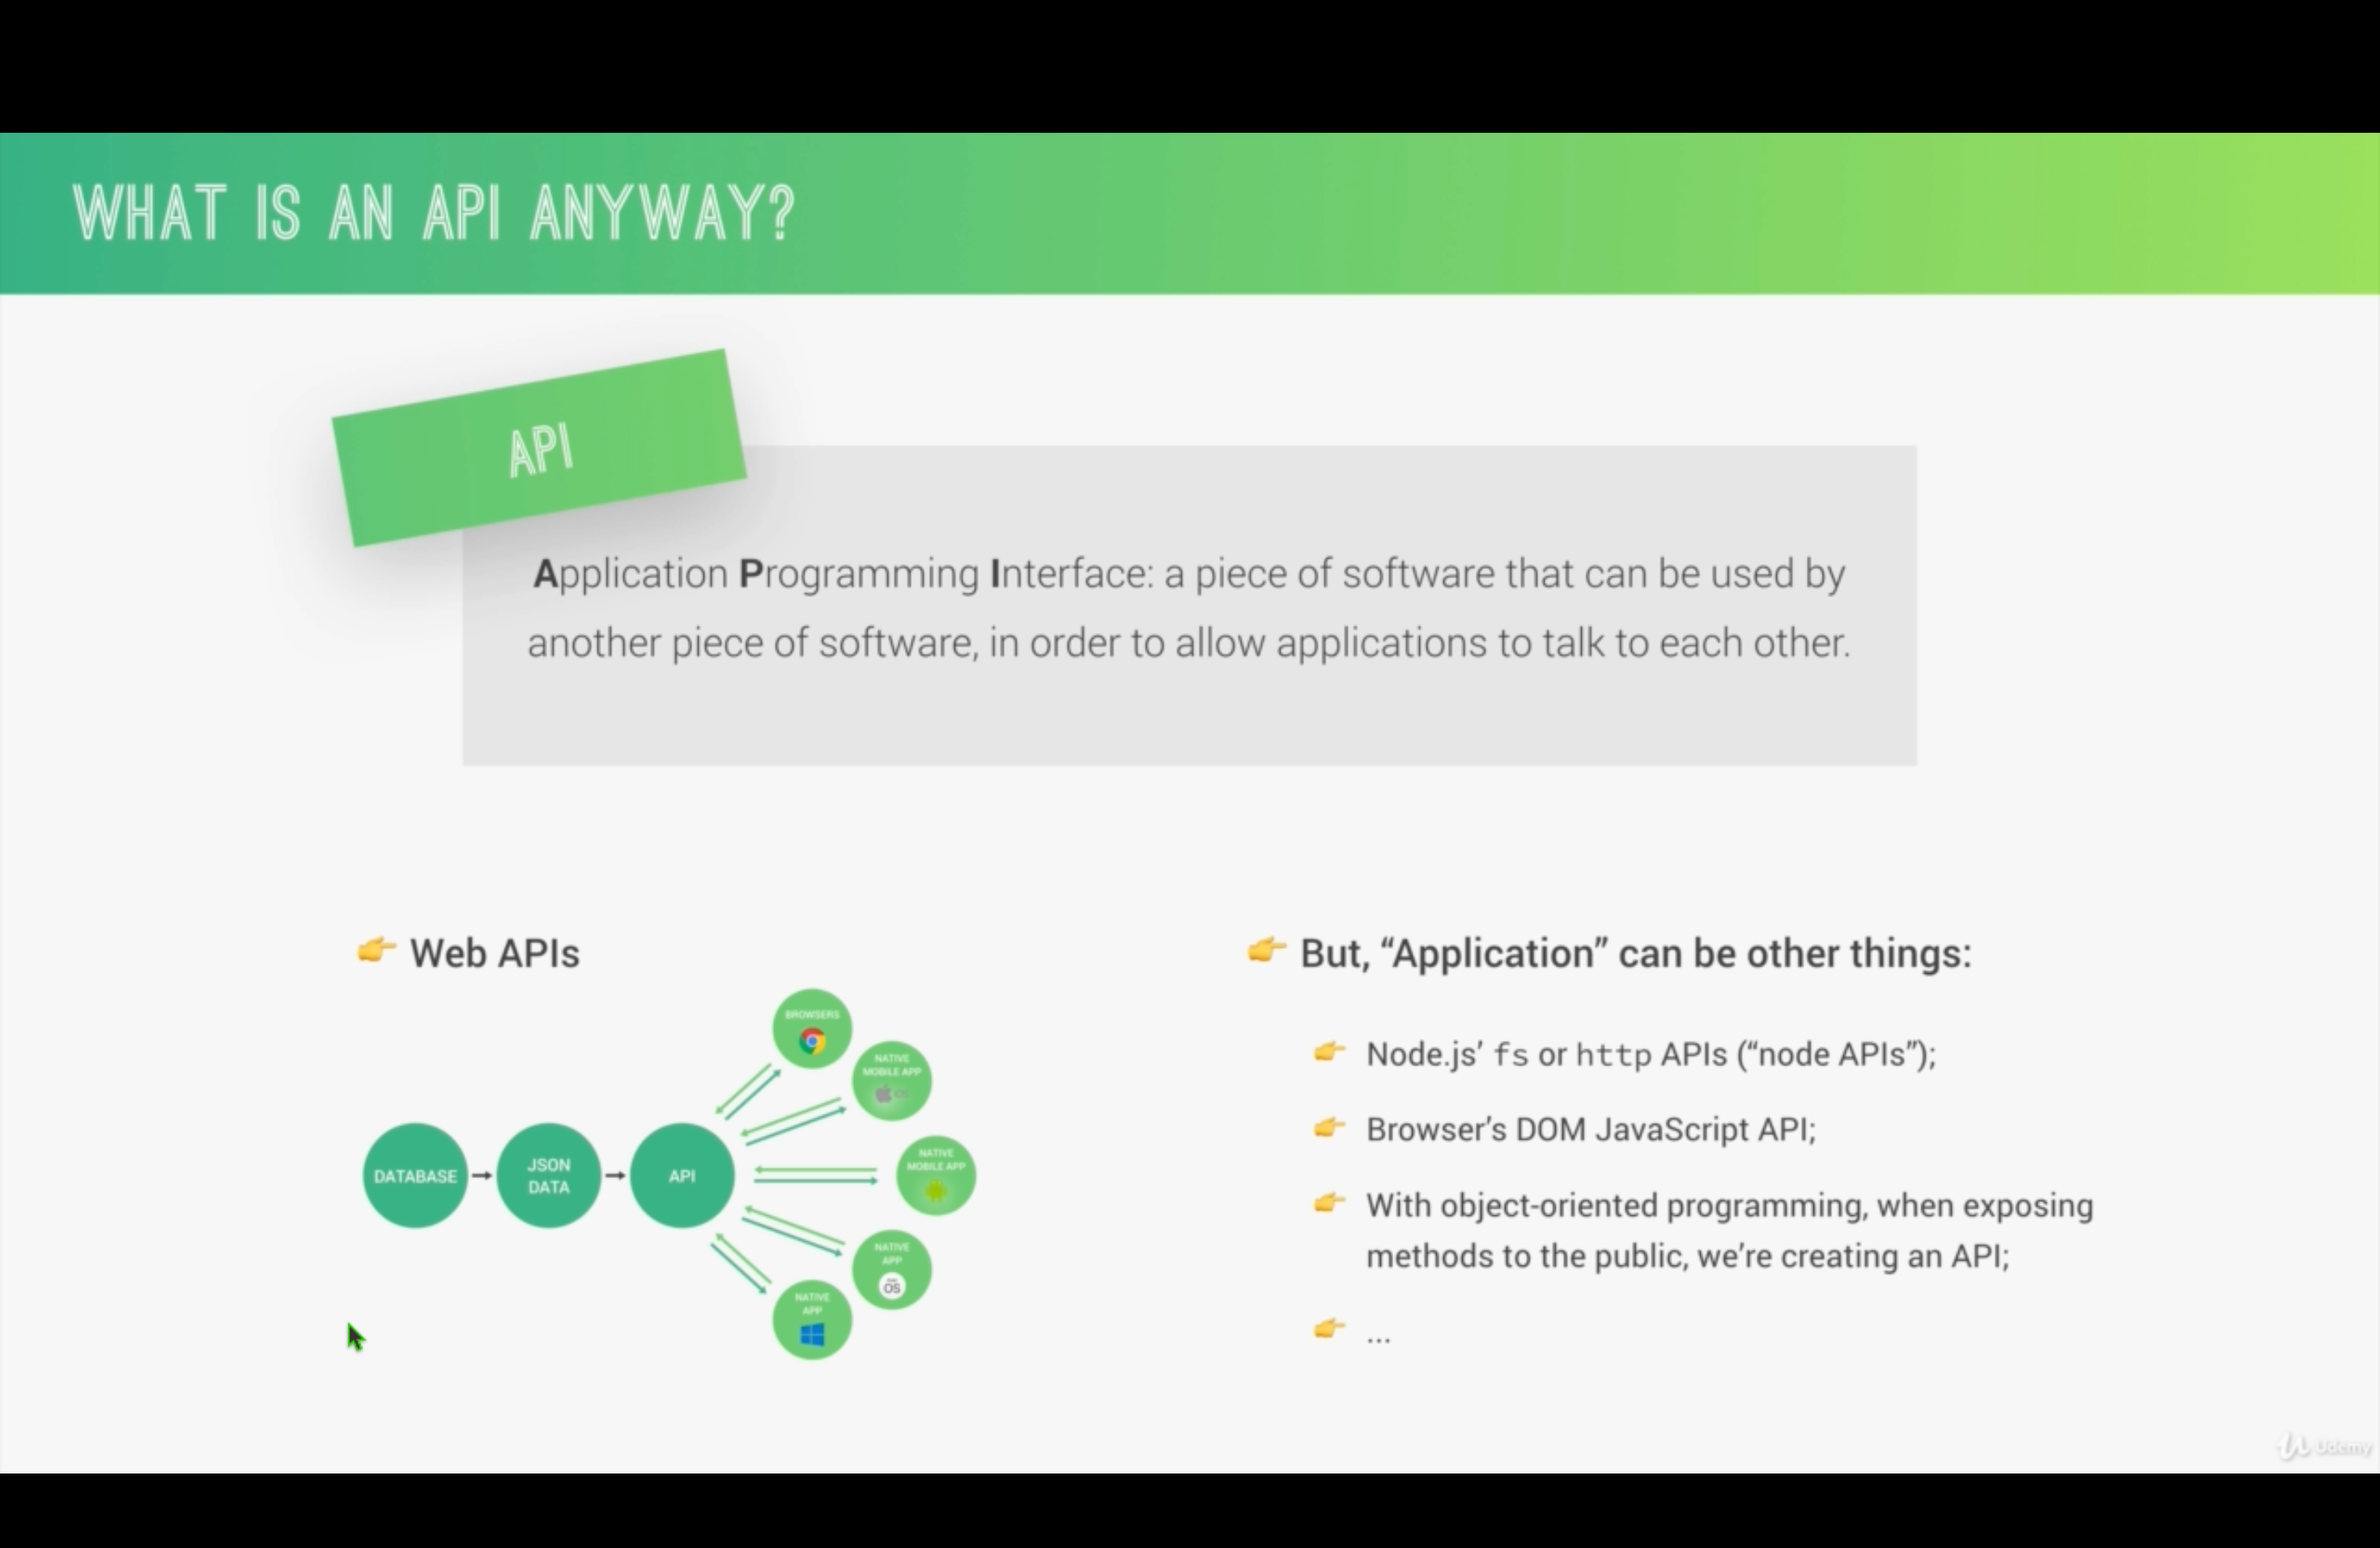 WHAT IS AN API ANYWAY?
API
Application Programming Interface: a piece of software that can be used by
another piece of software, in order to allow applications to talk to each other.
👉 Web APIs
BROWSERS
NATIVE
MOBILE APP
iOS
DATABASE
JSON
DATA
API
NATIVE
MOBILE APP
NATIVE
APP
OS
NATIVE
APP
👉 But, “Application” can be other things:
👉 Node.js’ fs or http APIs (“node APIs”);
👉 Browser’s DOM JavaScript API;
👉 With object-oriented programming, when exposing
methods to the public, we’re creating an API;
👉 ...
Udemy